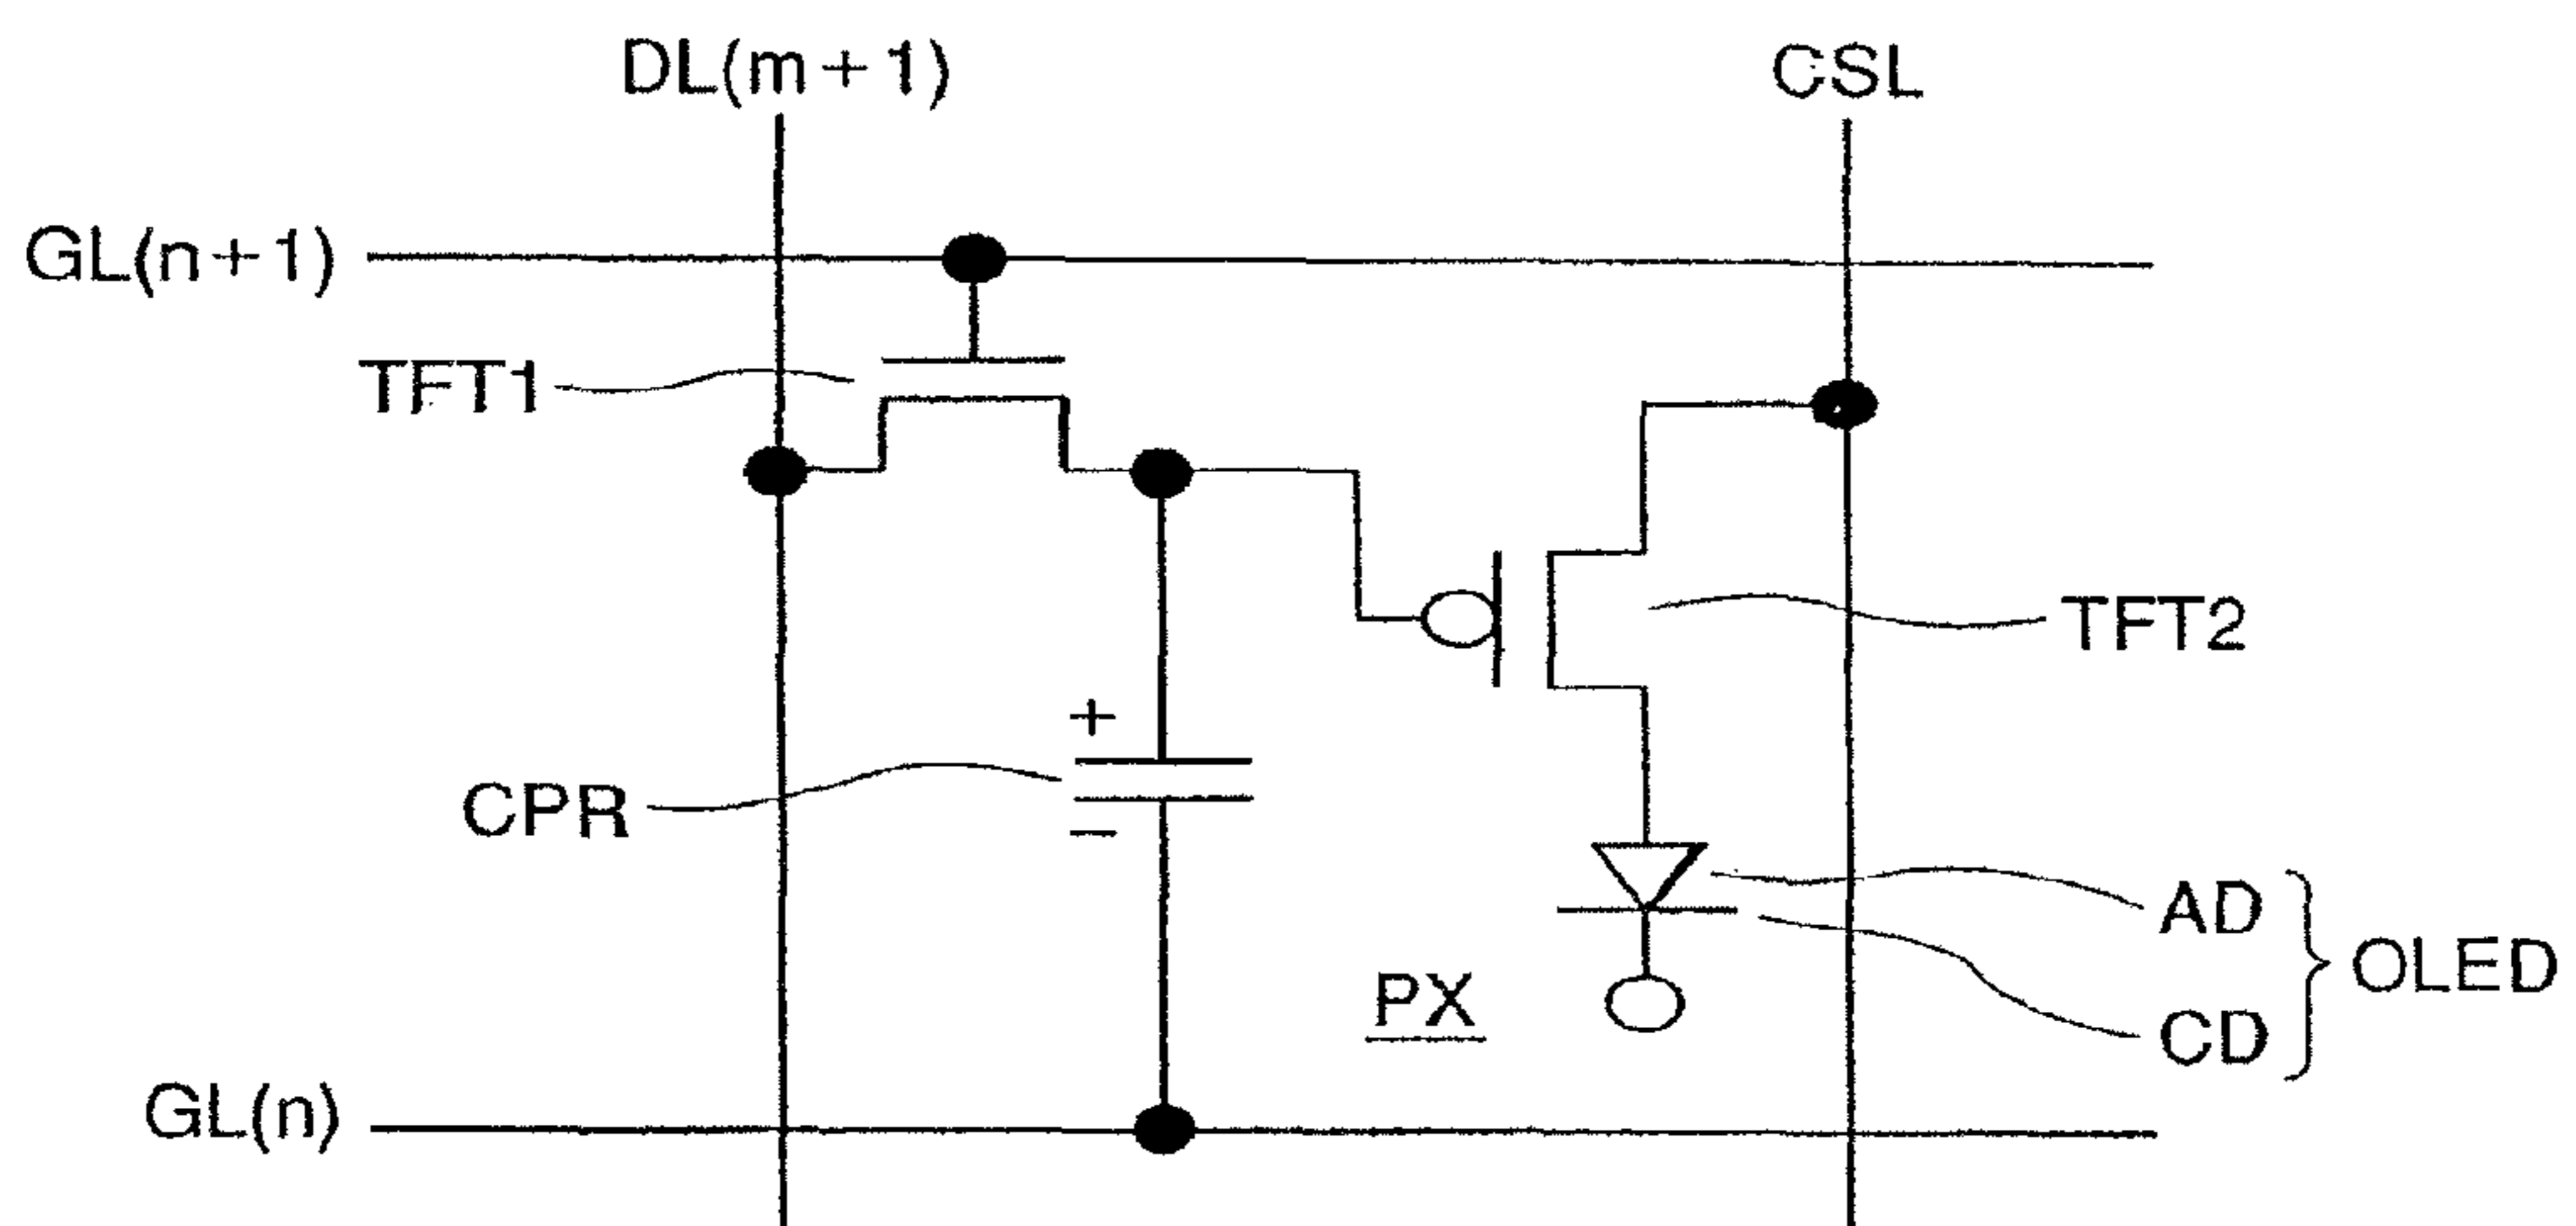 DL(m+1)
CSL
GL(n+1)
TFT1
TFT2
+
CPR
−
AD
OLED
PX
CD
GL(n)